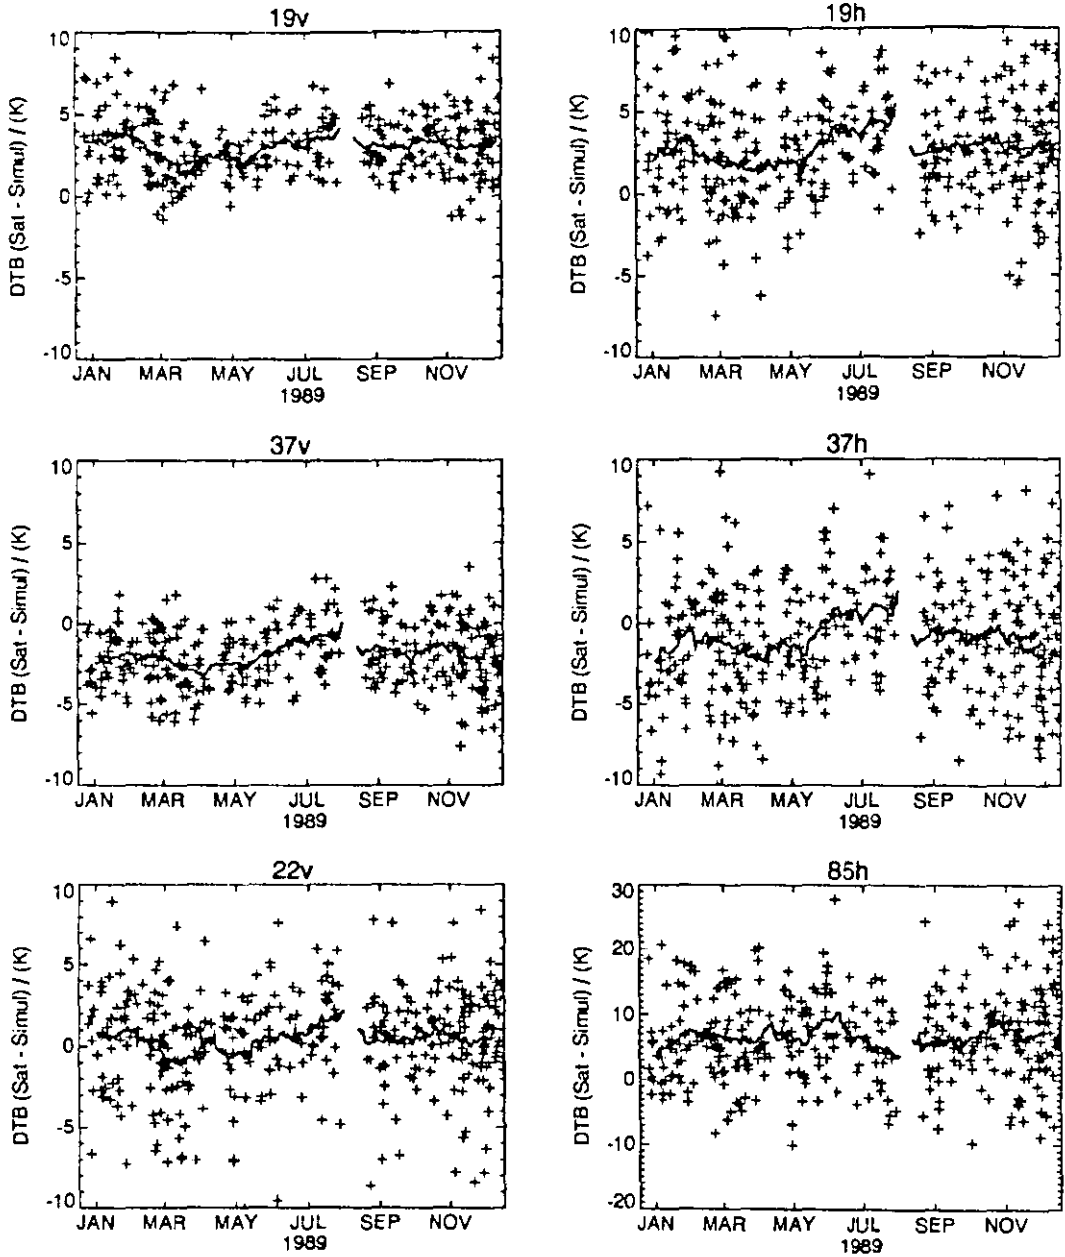 19v
10
5
0
-5
-10
DTB (Sat - Simul) / (K)
JAN MAR MAY JUL SEP NOV
1989
19h
10
5
0
-5
-10
DTB (Sat - Simul) / (K)
JAN MAR MAY JUL SEP NOV
1989
37v
10
5
0
-5
-10
DTB (Sat - Simul) / (K)
JAN MAR MAY JUL SEP NOV
1989
37h
10
5
0
-5
-10
DTB (Sat - Simul) / (K)
JAN MAR MAY JUL SEP NOV
1989
22v
10
5
0
-5
-10
DTB (Sat - Simul) / (K)
JAN MAR MAY JUL SEP NOV
1989
85h
30
20
10
0
-10
-20
DTB (Sat - Simul) / (K)
JAN MAR MAY JUL SEP NOV
1989